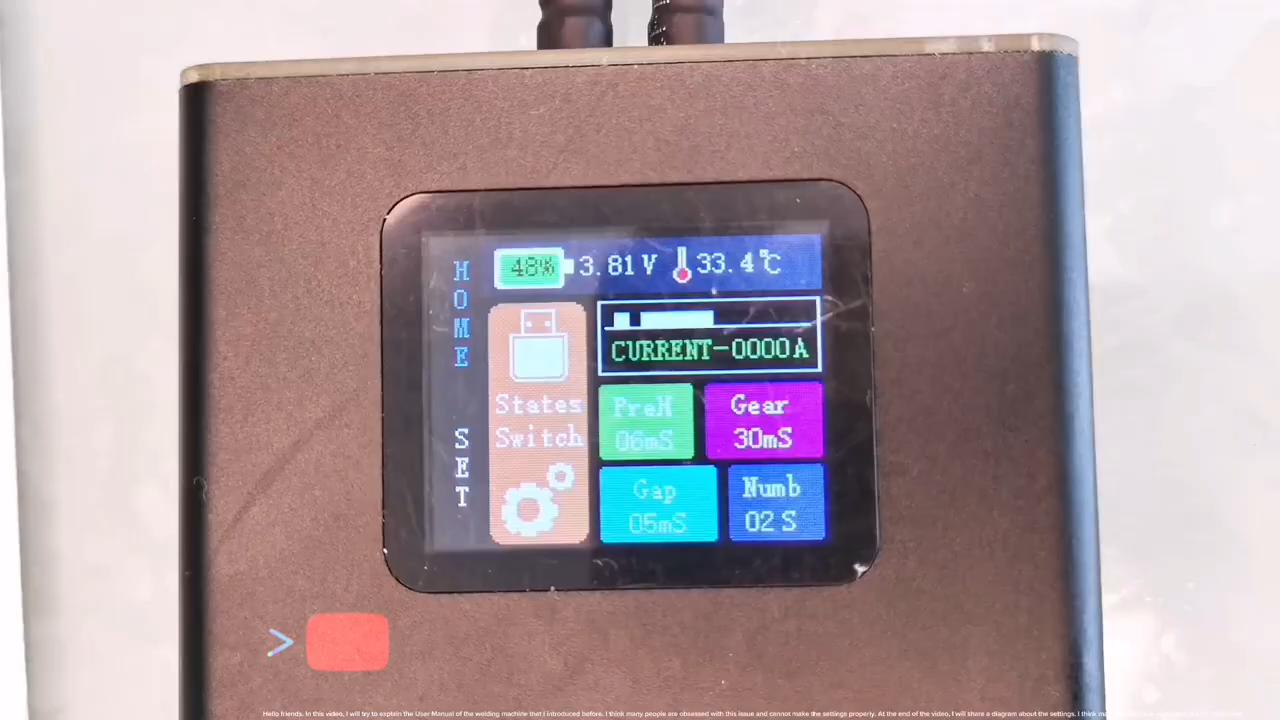 HOME
SET
48% 3.81V 33.4℃
States
Switch
CURRENT-0000A
PreH
06mS
Gear
30mS
Gap
05mS
Numb
02 S
>
Hello friends. In this video, I will try to explain the User Manual of the welding machine that I introduced before. I think many people are obsessed with this issue and cannot make the settings properly. At the end of the video, I will share a diagram about the settings. I think